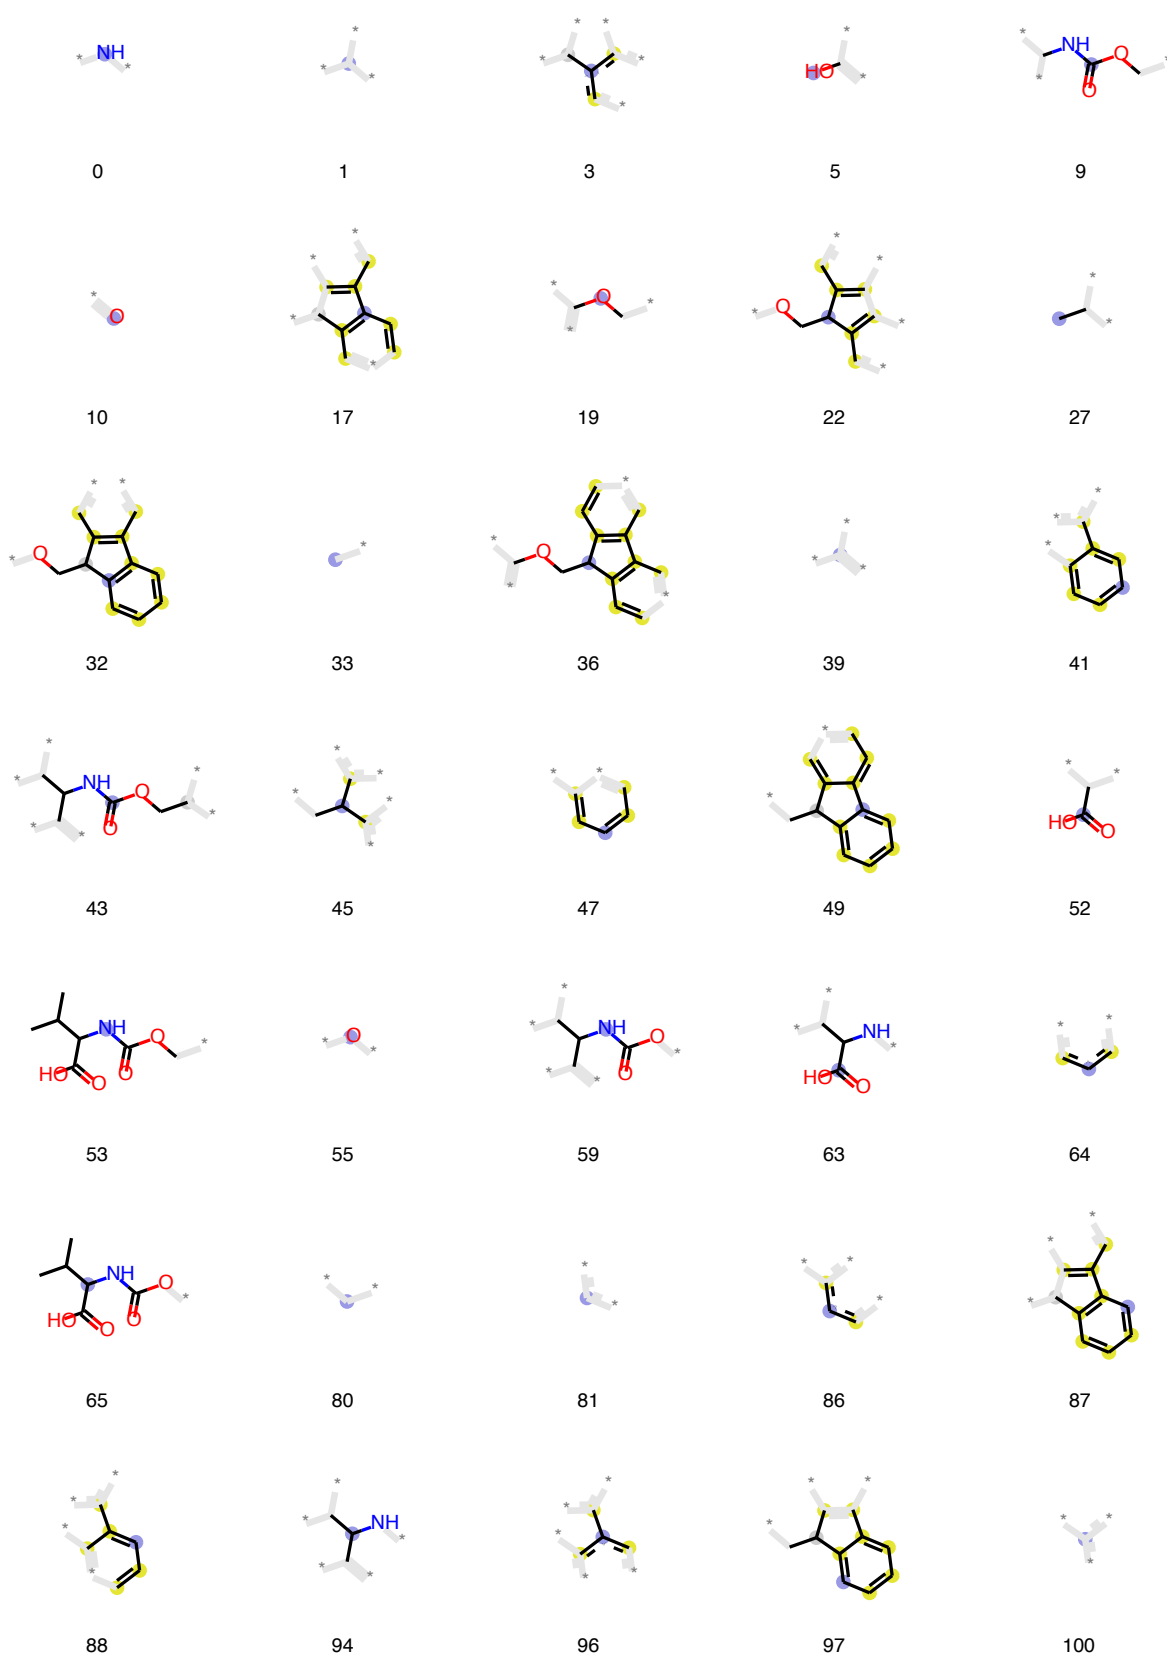 NH HO NH O O
0 1 3 5 9
O O O
10 17 19 22 27
O O
32 33 36 39 41
NH O O HO O
43 45 47 49 52
NH O HO O O O NH O O NH HO O
53 55 59 63 64
NH O HO O O
65 80 81 86 87
NH
88 94 96 97 100